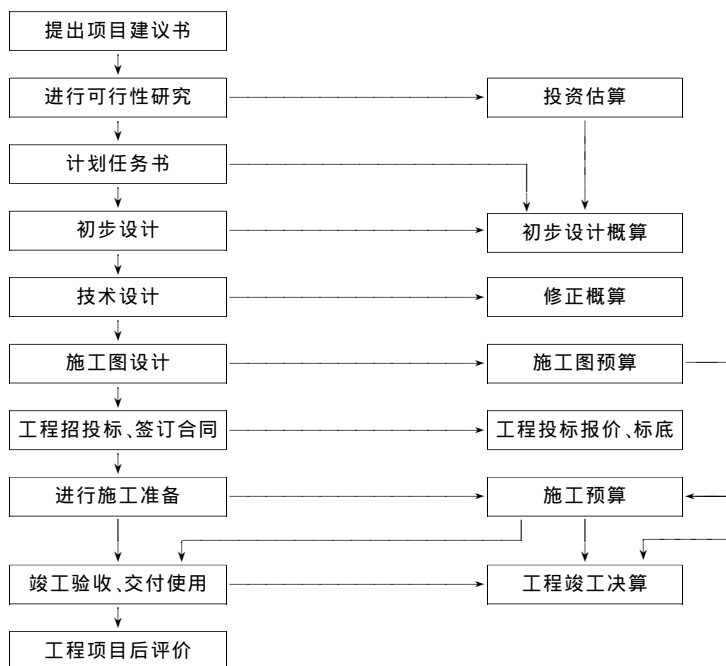 提出项目建议书
进行可行性研究
投资估算
计划任务书
初步设计
初步设计概算
技术设计
修正概算
施工图设计
施工图预算
工程招投标、签订合同
工程投标报价、标底
进行施工准备
施工预算
竣工验收、交付使用
工程竣工决算
工程项目后评价